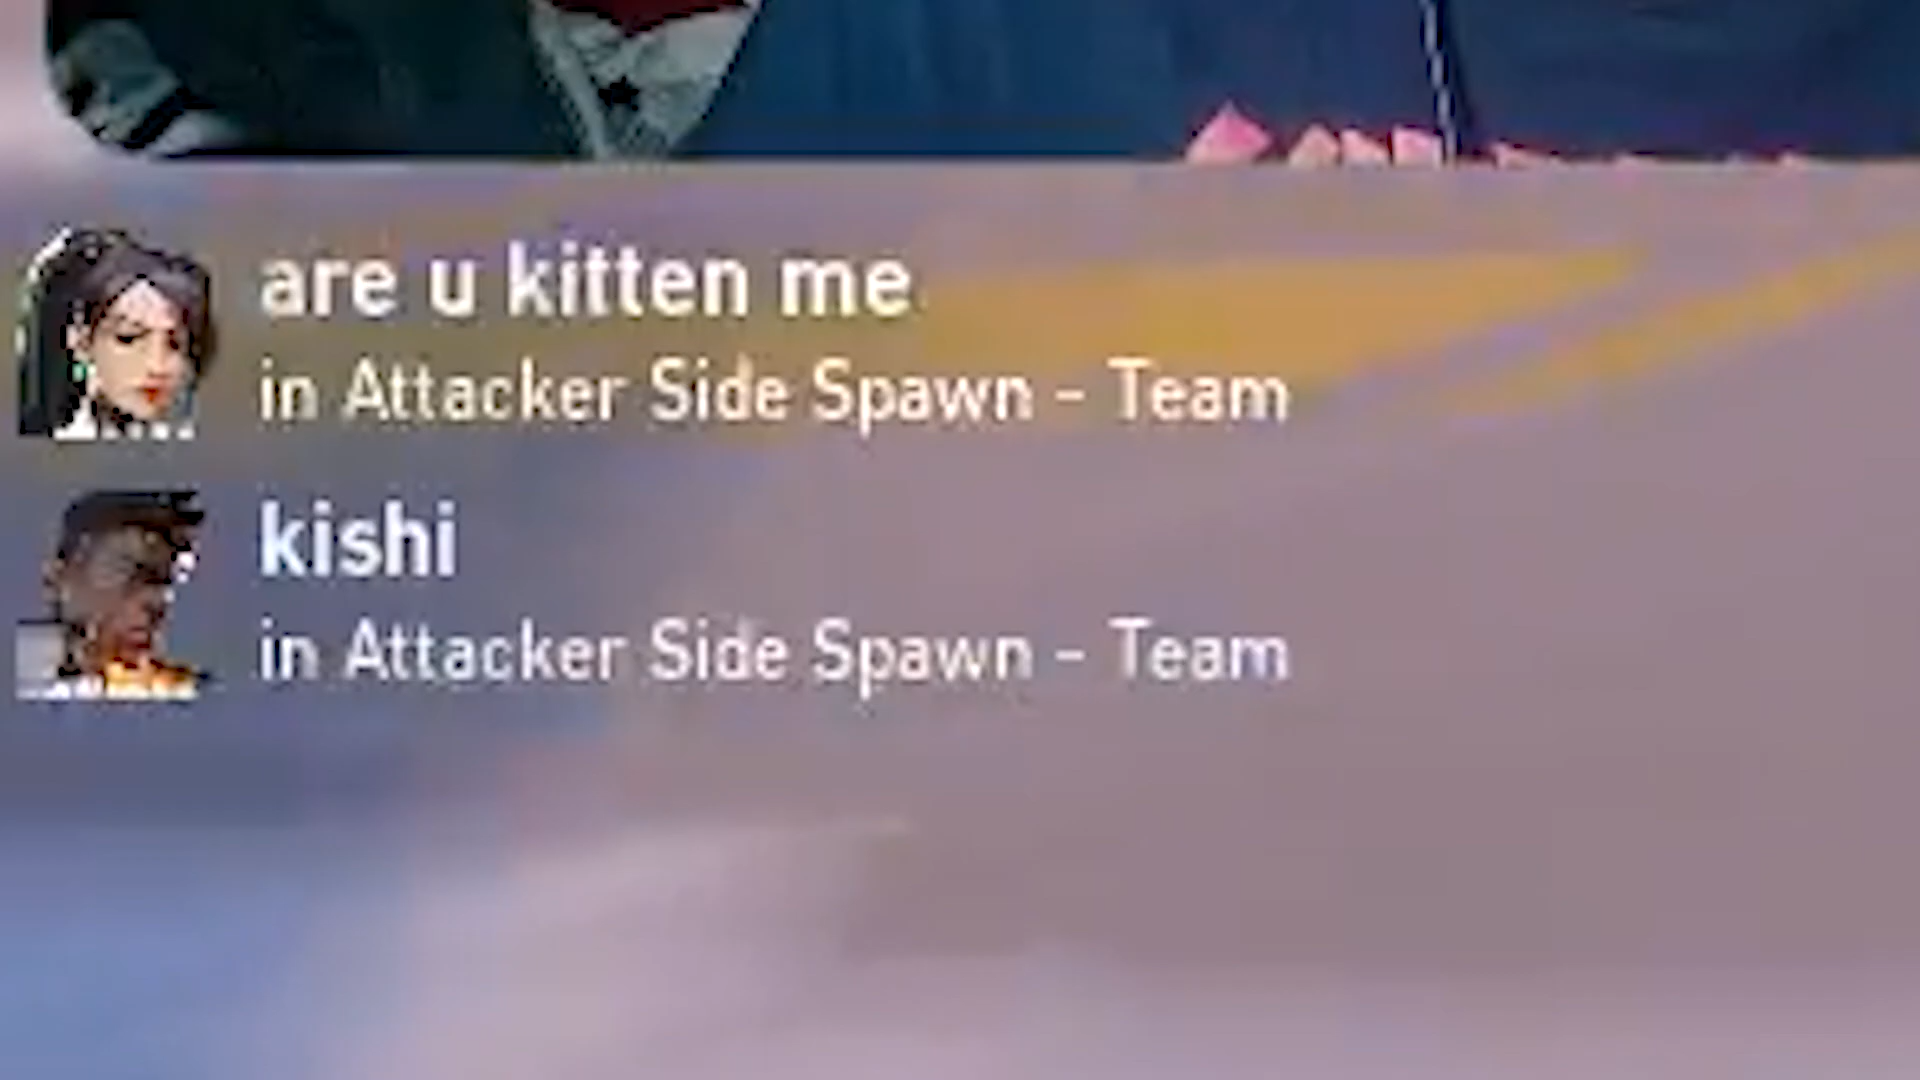 are u kitten me
in Attacker Side Spawn - Team
kishi
in Attacker Side Spawn - Team